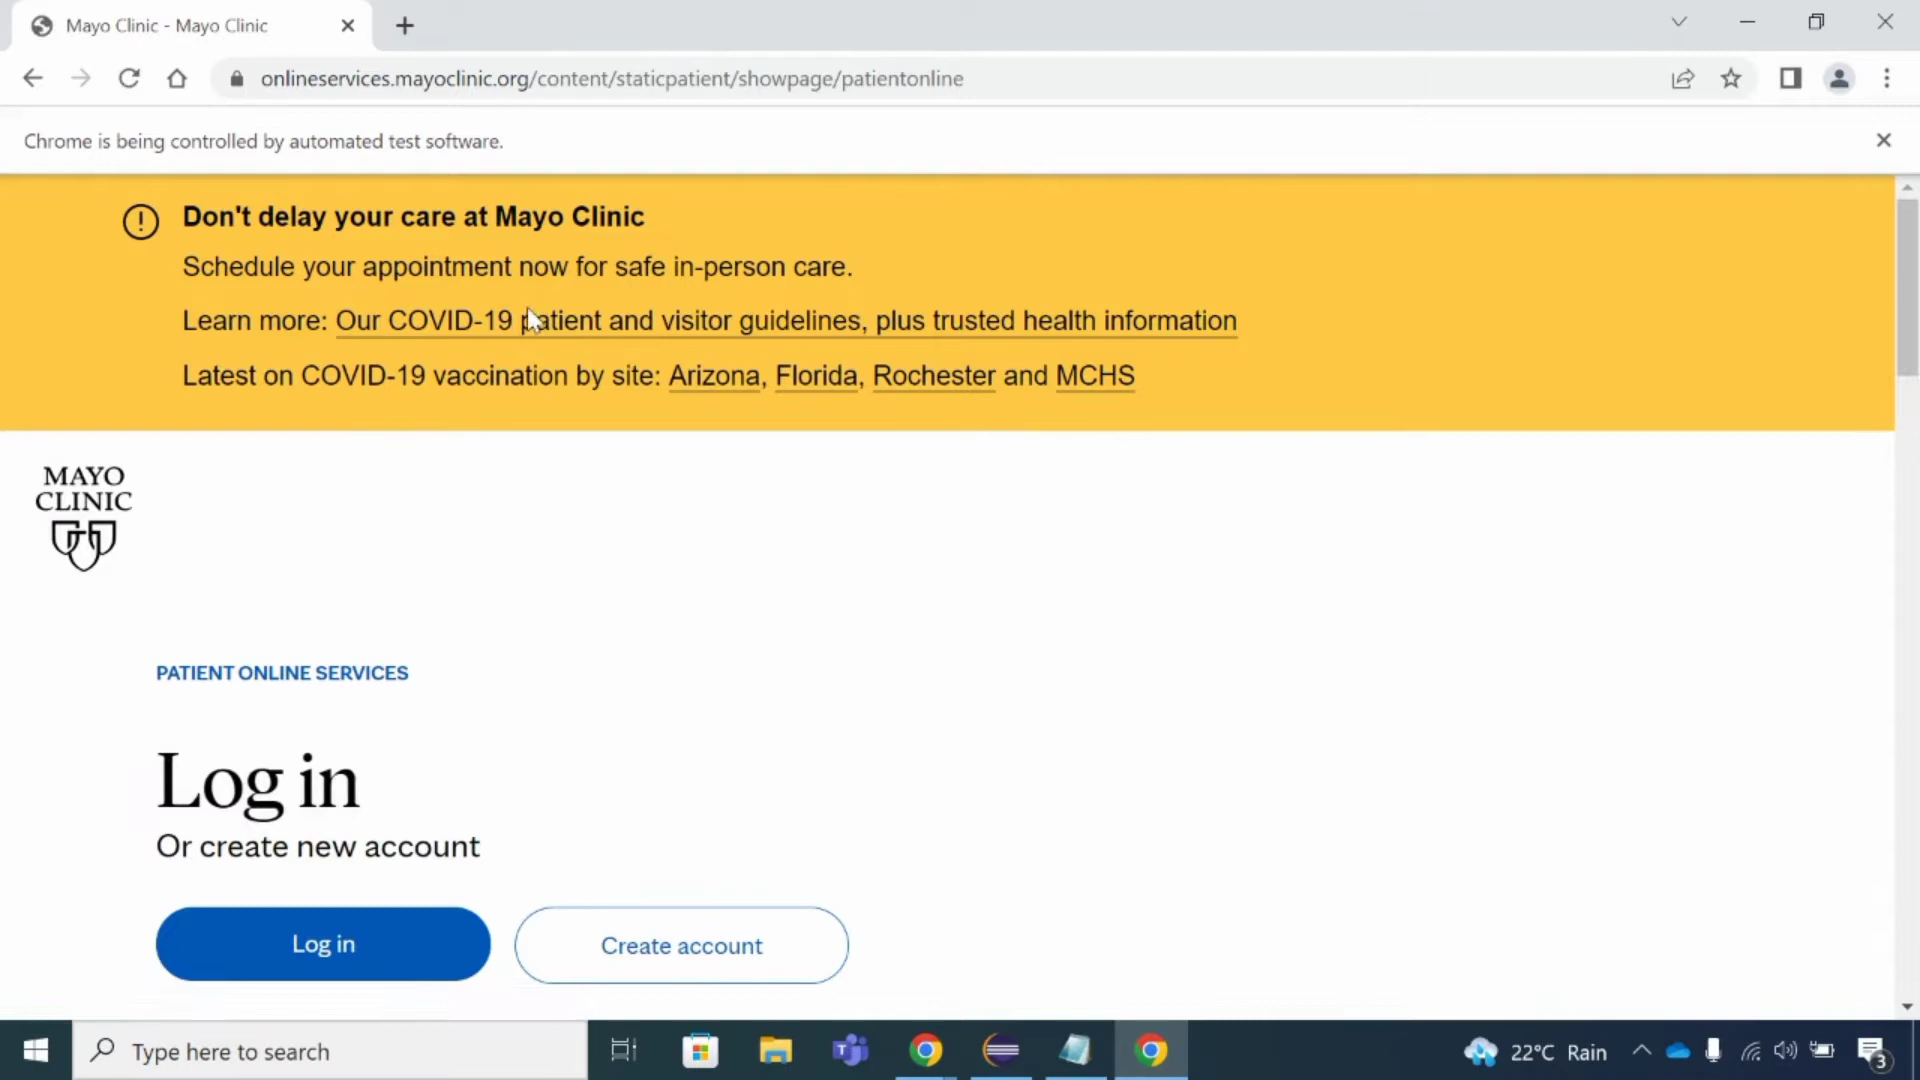 Mayo Clinic - Mayo Clinic
onlineservices.mayoclinic.org/content/staticpatient/showpage/patientonline
Chrome is being controlled by automated test software.
Don't delay your care at Mayo Clinic
Schedule your appointment now for safe in-person care.
Learn more: Our COVID-19 patient and visitor guidelines, plus trusted health information
Latest on COVID-19 vaccination by site: Arizona, Florida, Rochester and MCHS
MAYO
CLINIC
PATIENT ONLINE SERVICES
Log in
Or create new account
Log in
Create account
Type here to search
22°C Rain
3